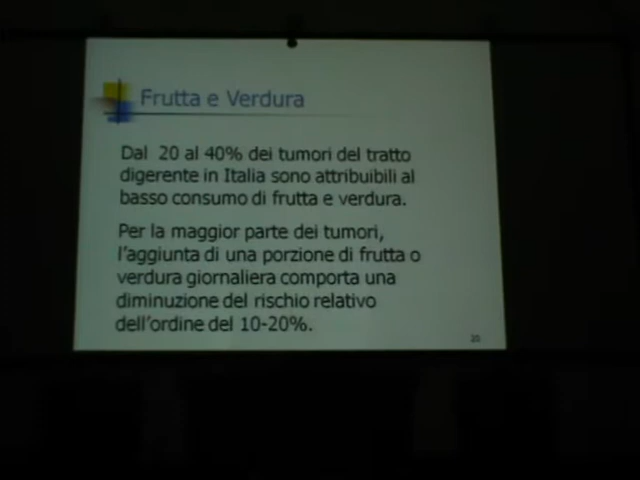 Frutta e Verdura
Dal 20 al 40% dei tumori del tratto
digerente in Italia sono attribuibili al
basso consumo di frutta e verdura.
Per la maggior parte dei tumori,
l'aggiunta di una porzione di frutta o
verdura giornaliera comporta una
diminuzione del rischio relativo
dell'ordine del 10-20%.
20